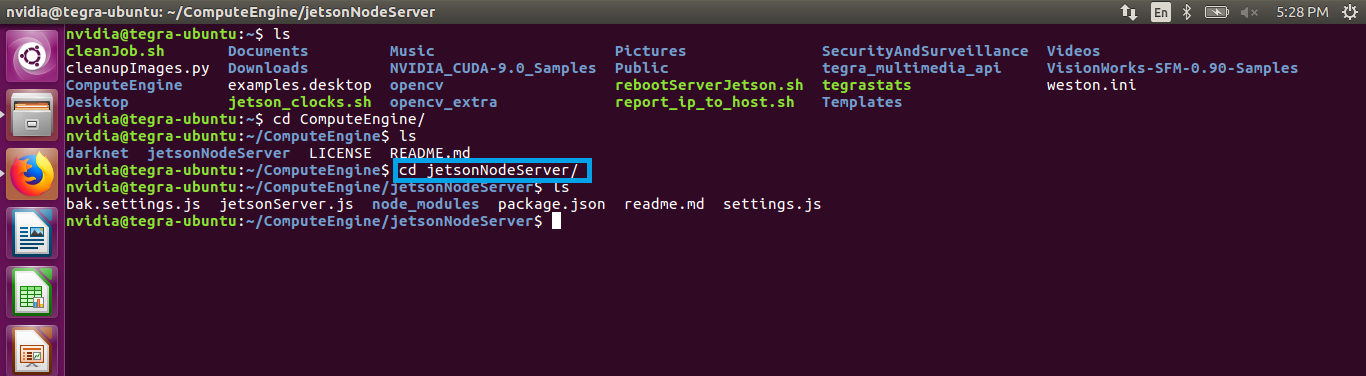 nvidia@tegra-ubuntu: ~/ComputeEngine/jetsonNodeServer En 5:28 PM
nvidia@tegra-ubuntu:~$ ls
cleanJob.sh Documents Music Pictures SecurityAndSurveillance Videos
cleanupImages.py Downloads NVIDIA_CUDA-9.0_Samples Public tegra_multimedia_api VisionWorks-SFM-0.90-Samples
ComputeEngine examples.desktop opencv rebootServerJetson.sh tegrastats weston.ini
Desktop jetson_clocks.sh opencv_extra report_ip_to_host.sh Templates
nvidia@tegra-ubuntu:~$ cd ComputeEngine/
nvidia@tegra-ubuntu:~/ComputeEngine$ ls
darknet jetsonNodeServer LICENSE README.md
nvidia@tegra-ubuntu:~/ComputeEngine$ cd jetsonNodeServer/
nvidia@tegra-ubuntu:~/ComputeEngine/jetsonNodeServer$ ls
bak.settings.js jetsonServer.js node_modules package.json readme.md settings.js
nvidia@tegra-ubuntu:~/ComputeEngine/jetsonNodeServer$